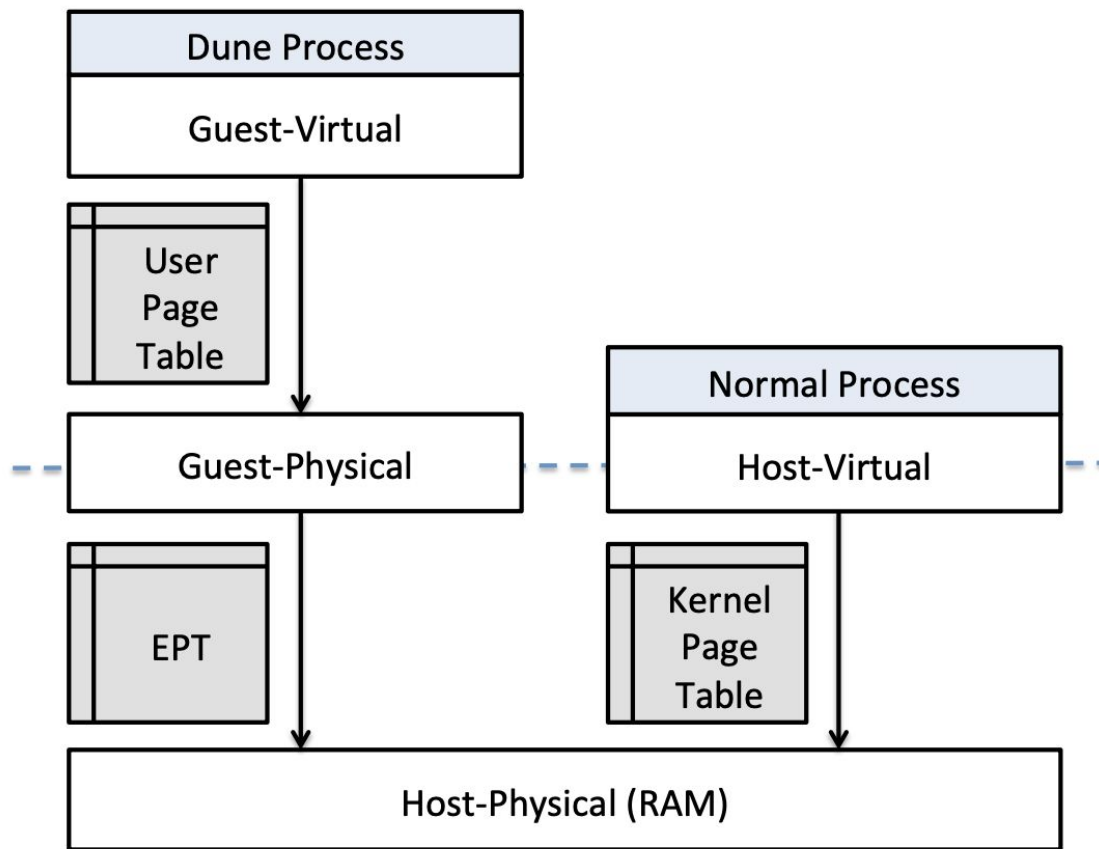 Dune Process
Guest-Virtual
User
Page
Table
Normal Process
Guest-Physical
Host-Virtual
EPT
Kernel
Page
Table
Host-Physical (RAM)